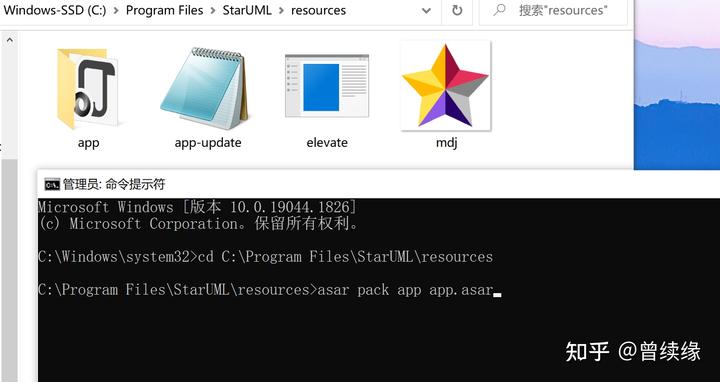 Windows-SSD (C:) > Program Files > StarUML > resources
搜索"resources"
app
app-update
elevate
mdj
管理员: 命令提示符
Microsoft Windows [版本 10.0.19044.1826]
(c) Microsoft Corporation。保留所有权利。
C:\Windows\system32>cd C:\Program Files\StarUML\resources
C:\Program Files\StarUML\resources>asar pack app app.asar
知乎 @曾续缘